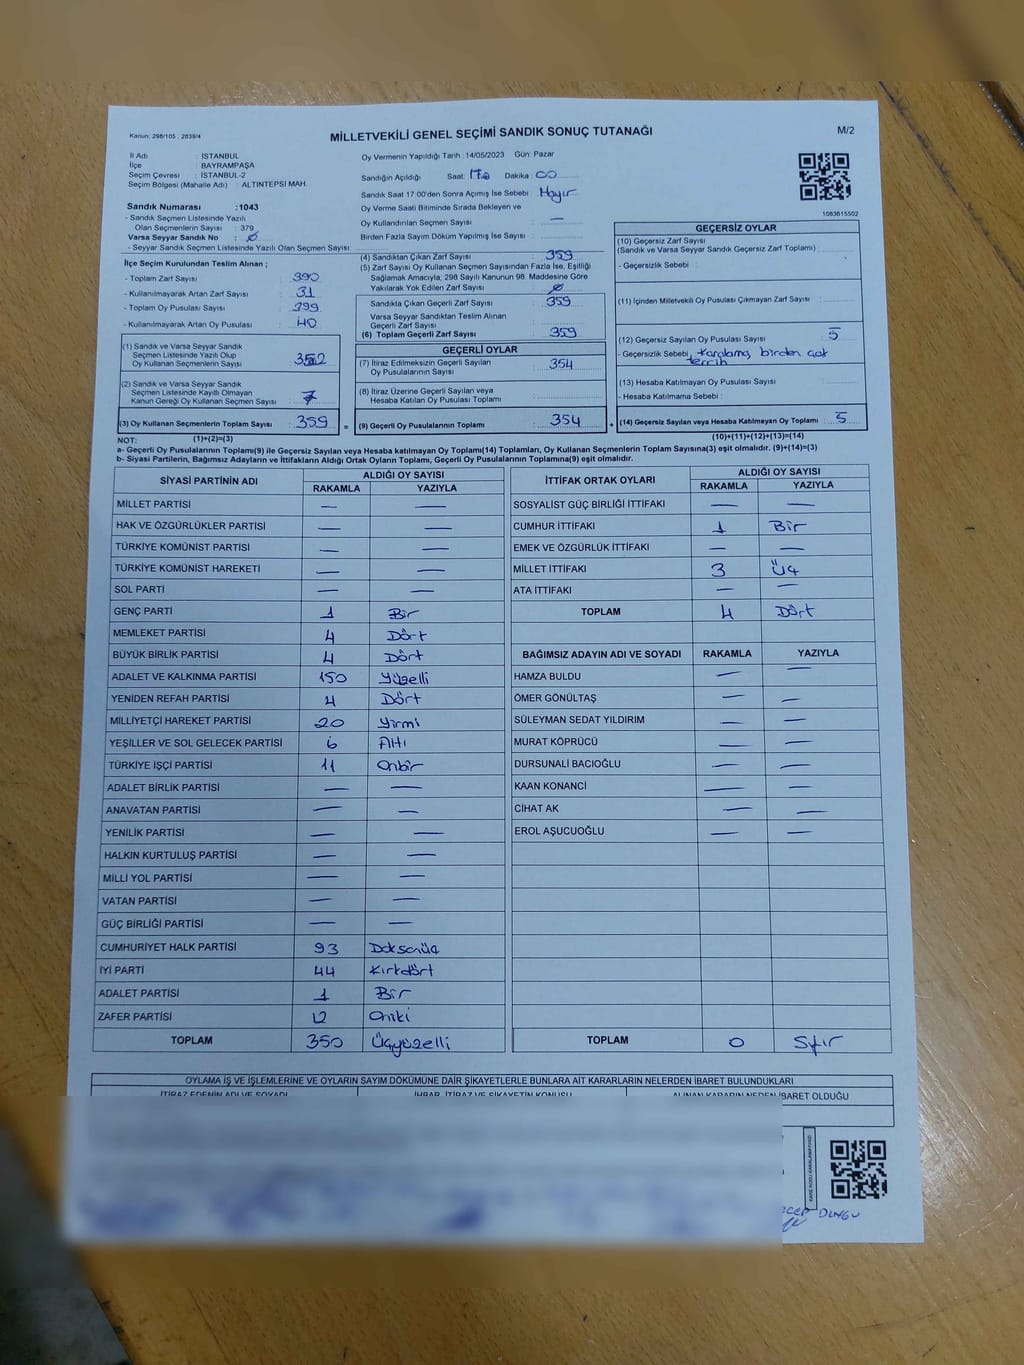 Kanun: 298/105 , 2839/4
MİLLETVEKİLİ GENEL SEÇİMİ SANDIK SONUÇ TUTANAĞI
M/2
İl Adı : İSTANBUL
İlçe : BAYRAMPAŞA
Seçim Çevresi : İSTANBUL-2
Seçim Bölgesi (Mahalle Adı) : ALTINTEPSİ MAH.
Sandık Numarası :1043
- Sandık Seçmen Listesinde Yazılı
Olan Seçmenlerin Sayısı : 379
Varsa Seyyar Sandık No : ø
- Seyyar Sandık Seçmen Listesinde Yazılı Olan Seçmen Sayısı:
Oy Vermenin Yapıldığı Tarih :14/05/2023 Gün: Pazar
Sandığın Açıldığı Saat: Dakika : 00
Sandık Saat 17:00'den Sonra Açımış İse Sebebi : Hayır
Oy Verme Saati Bitiminde Sırada Bekleyen ve
Oy Kullandırılan Seçmen Sayısı : —
Birden Fazla Sayım Döküm Yapılmış İse Sayısı :
1083615502
İlçe Seçim Kurulundan Teslim Alınan ;
- Toplam Zarf Sayısı : 390
- Kullanılmayarak Artan Zarf Sayısı : 31
- Toplam Oy Pusulası Sayısı : 399
- Kullanılmayarak Artan Oy Pusulası : 40
(1) Sandık ve Varsa Seyyar Sandık
Seçmen Listesinde Yazılı Olup
Oy Kullanan Seçmenlerin Sayısı : 352
(2) Sandık ve Varsa Seyyar Sandık
Seçmen Listesinde Kayıtlı Olmayan
Kanun Gereği Oy Kullanan Seçmen Sayısı : 7
(3) Oy Kullanan Seçmenlerin Toplam Sayısı : 359 =
(4) Sandıktan Çıkan Zarf Sayısı : 359
(5) Zarf Sayısı Oy Kullanan Seçmen Sayısından Fazla İse, Eşitliği
Sağlamak Amacıyla; 298 Sayılı Kanunun 98. Maddesine Göre
Yakılarak Yok Edilen Zarf Sayısı : ø
Sandıkta Çıkan Geçerli Zarf Sayısı : 359
Varsa Seyyar Sandıktan Teslim Alınan
Geçerli Zarf Sayısı :
(6) Toplam Geçerli Zarf Sayısı : 359
GEÇERLİ OYLAR
(7) İtiraz Edilmeksizin Geçerli Sayılan
Oy Pusulalarının Sayısı : 354
(8) İtiraz Üzerine Geçerli Sayılan veya
Hesaba Katılan Oy Pusulası Toplamı :
(9) Geçerli Oy Pusulalarının Toplamı : 354 +
GEÇERSİZ OYLAR
(10) Geçersiz Zarf Sayısı
(Sandık ve Varsa Seyyar Sandık Geçersiz Zarf Toplamı) :
- Geçersizlik Sebebi :
(11) İçinden Milletvekili Oy Pusulası Çıkmayan Zarf Sayısı :
(12) Geçersiz Sayılan Oy Pusulası Sayısı : 5
- Geçersizlik Sebebi : Karalama, birden çok
tercih
(13) Hesaba Katılmayan Oy Pusulası Sayısı :
- Hesaba Katılmama Sebebi :
(14) Geçersiz Sayılan veya Hesaba Katılmayan Oy Toplamı : 5
NOT: (1)+(2)=(3) (10)+(11)+(12)+(13)=(14)
a- Geçerli Oy Pusulalarının Toplamı(9) ile Geçersiz Sayılan veya Hesaba katılmayan Oy Toplamı(14) Toplamları, Oy Kullanan Seçmenlerin Toplam Sayısına(3) eşit olmalıdır. (9)+(14)=(3)
b- Siyasi Partilerin, Bağımsız Adayların ve İttifakların Aldığı Ortak Oyların Toplamı, Geçerli Oy Pusulalarının Toplamına(9) eşit olmalıdır.
SİYASİ PARTİNİN ADI ALDIĞI OY SAYISI
RAKAMLA YAZIYLA
MİLLET PARTİSİ — —
HAK VE ÖZGÜRLÜKLER PARTİSİ — —
TÜRKİYE KOMÜNİST PARTİSİ — —
TÜRKİYE KOMÜNİST HAREKETİ — —
SOL PARTİ — —
GENÇ PARTİ 1 Bir
MEMLEKET PARTİSİ 4 Dört
BÜYÜK BİRLİK PARTİSİ 4 Dört
ADALET VE KALKINMA PARTİSİ 150 Yüzelli
YENİDEN REFAH PARTİSİ 4 Dört
MİLLİYETÇİ HAREKET PARTİSİ 20 Yirmi
YEŞİLLER VE SOL GELECEK PARTİSİ 6 Altı
TÜRKİYE İŞÇİ PARTİSİ 11 Onbir
ADALET BİRLİK PARTİSİ — —
ANAVATAN PARTİSİ — —
YENİLİK PARTİSİ — —
HALKIN KURTULUŞ PARTİSİ — —
MİLLİ YOL PARTİSİ — —
VATAN PARTİSİ — —
GÜÇ BİRLİĞİ PARTİSİ — —
CUMHURİYET HALK PARTİSİ 93 Doksanüç
İYİ PARTİ 44 Kırkdört
ADALET PARTİSİ 1 Bir
ZAFER PARTİSİ 12 Oniki
TOPLAM 350 Üçyüzelli
İTTİFAK ORTAK OYLARI ALDIĞI OY SAYISI
RAKAMLA YAZIYLA
SOSYALİST GÜÇ BİRLİĞİ İTTİFAKI — —
CUMHUR İTTİFAKI 1 Bir
EMEK VE ÖZGÜRLÜK İTTİFAKI — —
MİLLET İTTİFAKI 3 Üç
ATA İTTİFAKI — —
TOPLAM 4 Dört
BAĞIMSIZ ADAYIN ADI VE SOYADI RAKAMLA YAZIYLA
HAMZA BULDU — —
ÖMER GÖNÜLTAŞ — —
SÜLEYMAN SEDAT YILDIRIM — —
MURAT KÖPRÜCÜ — —
DURSUNALİ BACIOĞLU — —
KAAN KONANCİ — —
CİHAT AK — —
EROL AŞUCUOĞLU — —
TOPLAM 0 Sıfır
OYLAMA İŞ VE İŞLEMLERİNE VE OYLARIN SAYIM DÖKÜMÜNE DAİR ŞİKAYETLERLE BUNLARA AİT KARARLARIN NELERDEN İBARET BULUNDUKLARI
İTİRAZ EDENİN ADI VE SOYADI İHBAR, İTİRAZ VE ŞİKAYETİN KONUSU ALINAN KARARIN NEDEN İBARET OLDUĞU